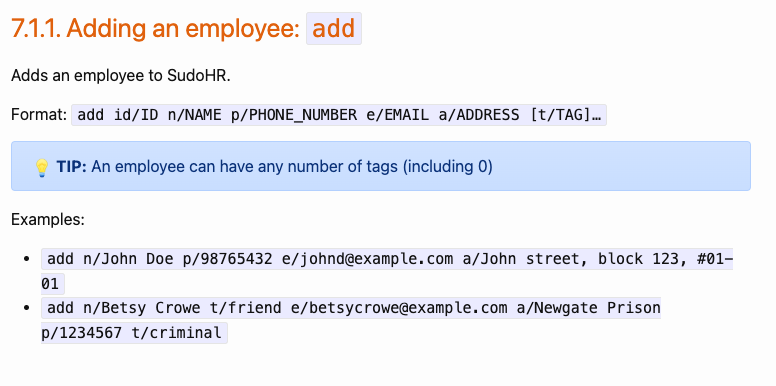 7.1.1. Adding an employee: add
Adds an employee to SudoHR.
Format: add id/ID n/NAME p/PHONE_NUMBER e/EMAIL a/ADDRESS [t/TAG]…
💡 TIP: An employee can have any number of tags (including 0)
Examples:
• add n/John Doe p/98765432 e/johnd@example.com a/John street, block 123, #01-
01
• add n/Betsy Crowe t/friend e/betsycrowe@example.com a/Newgate Prison
p/1234567 t/criminal